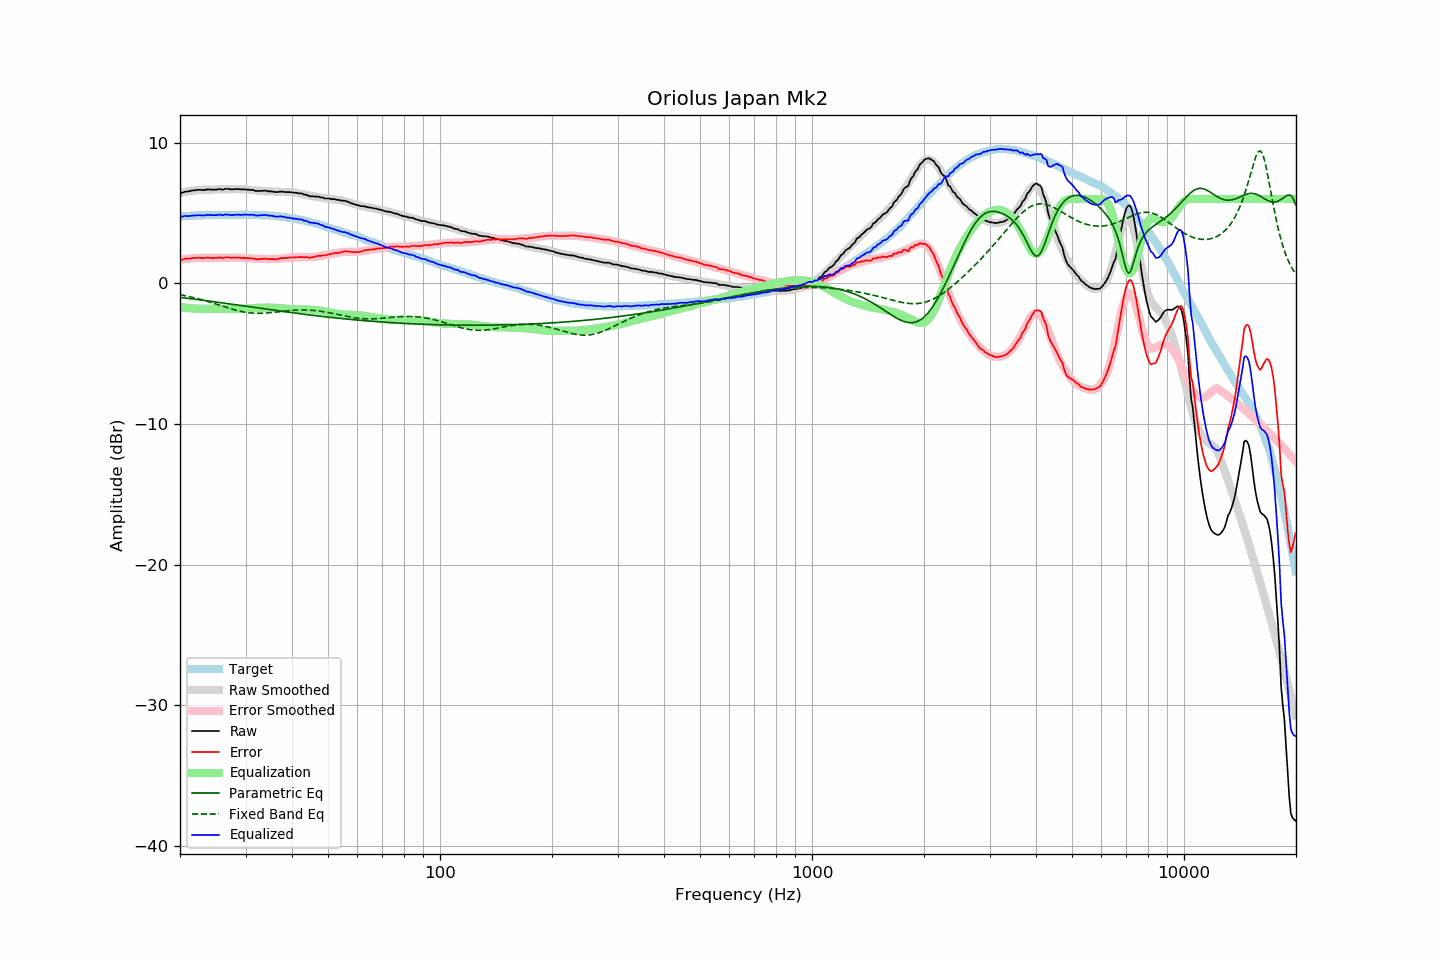 Oriolus Japan Mk2
Amplitude (dBr)
10
0
−10
−20
−30
−40
Target
Raw Smoothed
Error Smoothed
Raw
Error
Equalization
Parametric Eq
Fixed Band Eq
Equalized
100
1000
10000
Frequency (Hz)